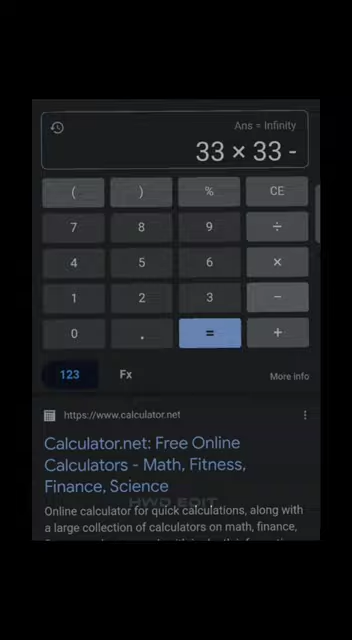 Ans = Infinity
33 × 33 -
( ) % CE
7 8 9 ÷
4 5 6 ×
1 2 3 −
0 . = +
123 Fx More info
https://www.calculator.net
Calculator.net: Free Online
Calculators - Math, Fitness,
Finance, Science
HWD EDIT
Online calculator for quick calculations, along with
a large collection of calculators on math, finance,